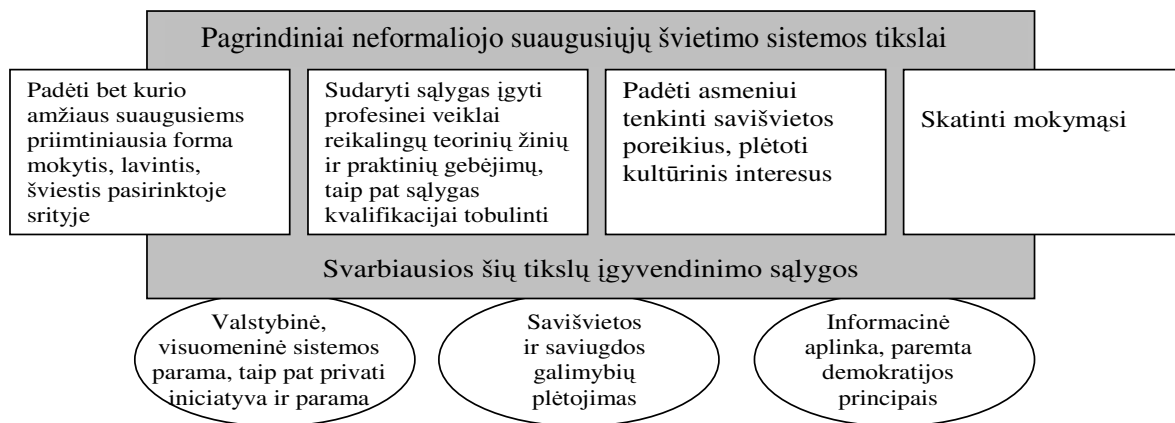 Pagrindiniai neformaliojo suaugusiųjų švietimo sistemos tikslai
Padėti bet kurio
amžiaus suaugusiems
priimtiniausia forma
mokytis, lavintis,
šviestis pasirinktoje
srityje
Sudaryti sąlygas įgyti
profesinei veiklai
reikalingų teorinių žinių
ir praktinių gebėjimų,
taip pat sąlygas
kvalifikacijai tobulinti
Padėti asmeniui
tenkinti savišvietos
poreikius, plėtoti
kultūrinis interesus
Skatinti mokymąsi
Svarbiausios šių tikslų įgyvendinimo sąlygos
Valstybinė,
visuomeninė sistemos
parama, taip pat privati
iniciatyva ir parama
Savišvietos
ir saviugdos
galimybių
plėtojimas
Informacinė
aplinka, paremta
demokratijos
principais